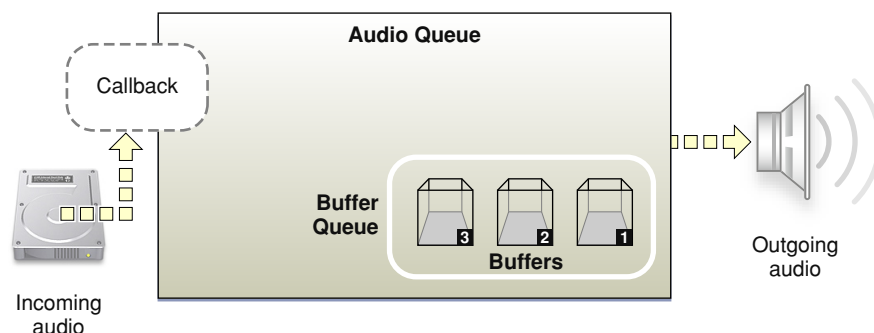 Audio Queue
Callback
Buffer
Queue
3
2
1
Buffers
Incoming
audio
Outgoing
audio